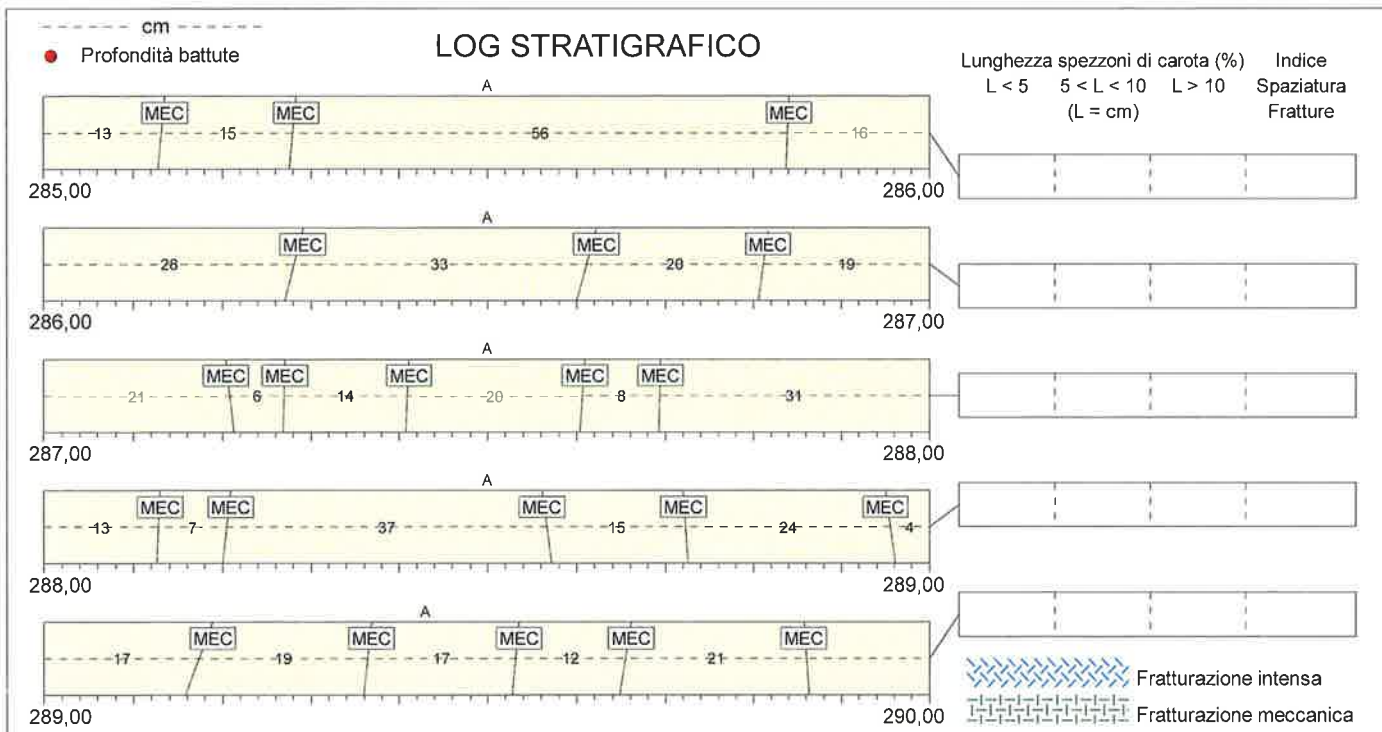 cm
Profondità battute
LOG STRATIGRAFICO
Lunghezza spezzoni di carota (%) Indice
L < 5 5 < L < 10 L > 10 Spaziatura
(L = cm) Fratture
A
MEC MEC MEC
13 15 56 16
285,00 286,00
A
MEC MEC MEC
28 33 20 19
286,00 287,00
A
MEC MEC MEC MEC MEC
21 6 14 20 8 31
287,00 288,00
A
MEC MEC MEC MEC MEC
13 7 37 15 24 4
288,00 289,00
A
MEC MEC MEC MEC MEC
17 19 17 12 21
289,00 290,00
Fratturazione intensa
Fratturazione meccanica